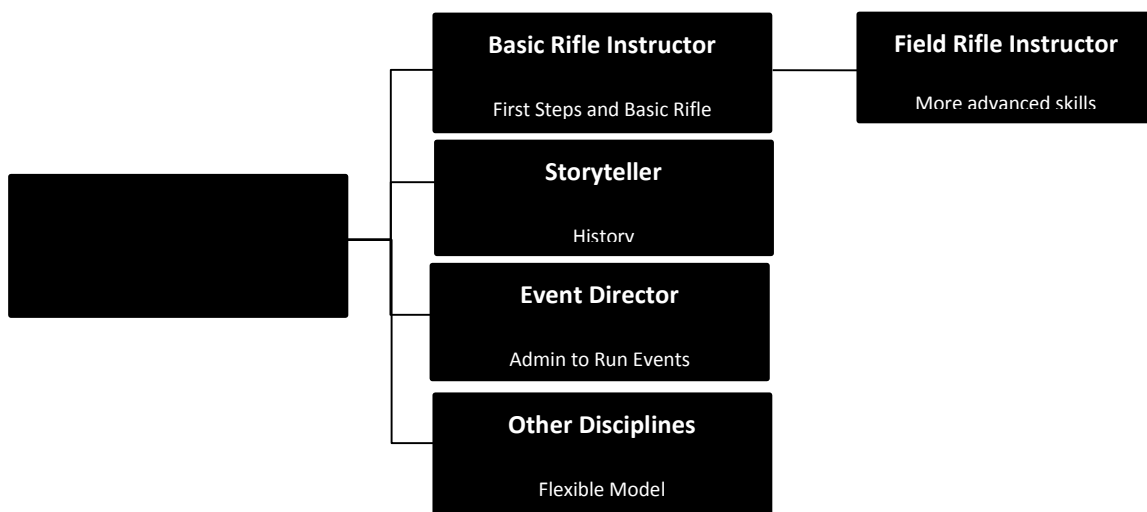 Basic Rifle Instructor
First Steps and Basic Rifle
Field Rifle Instructor
More advanced skills
Storyteller
History
Event Director
Admin to Run Events
Other Disciplines
Flexible Model